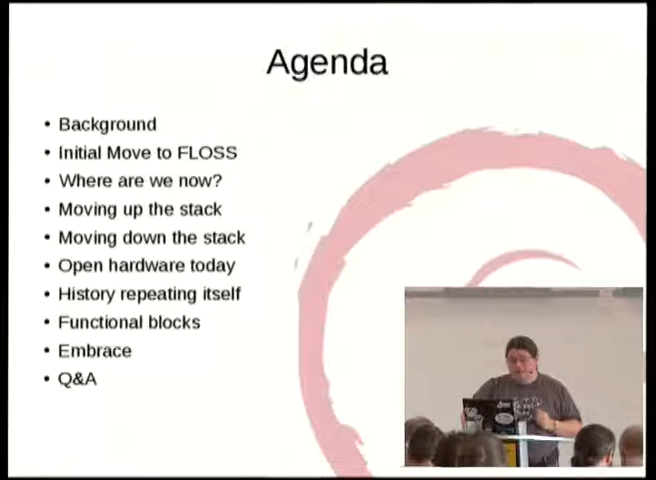 Agenda
• Background
• Initial Move to FLOSS
• Where are we now?
• Moving up the stack
• Moving down the stack
• Open hardware today
• History repeating itself
• Functional blocks
• Embrace
• Q&A